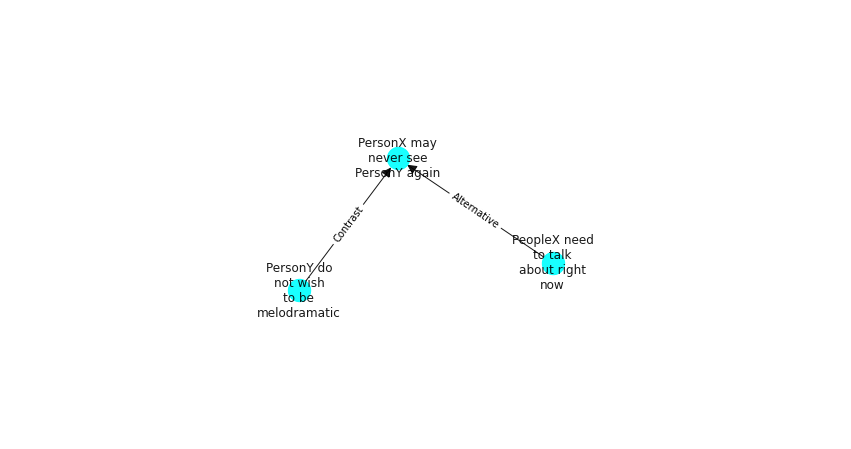 PersonX may
never see
PersonY again
Contrast
Alternative
PeopleX need
to talk
about right
now
PersonY do
not wish
to be
melodramatic